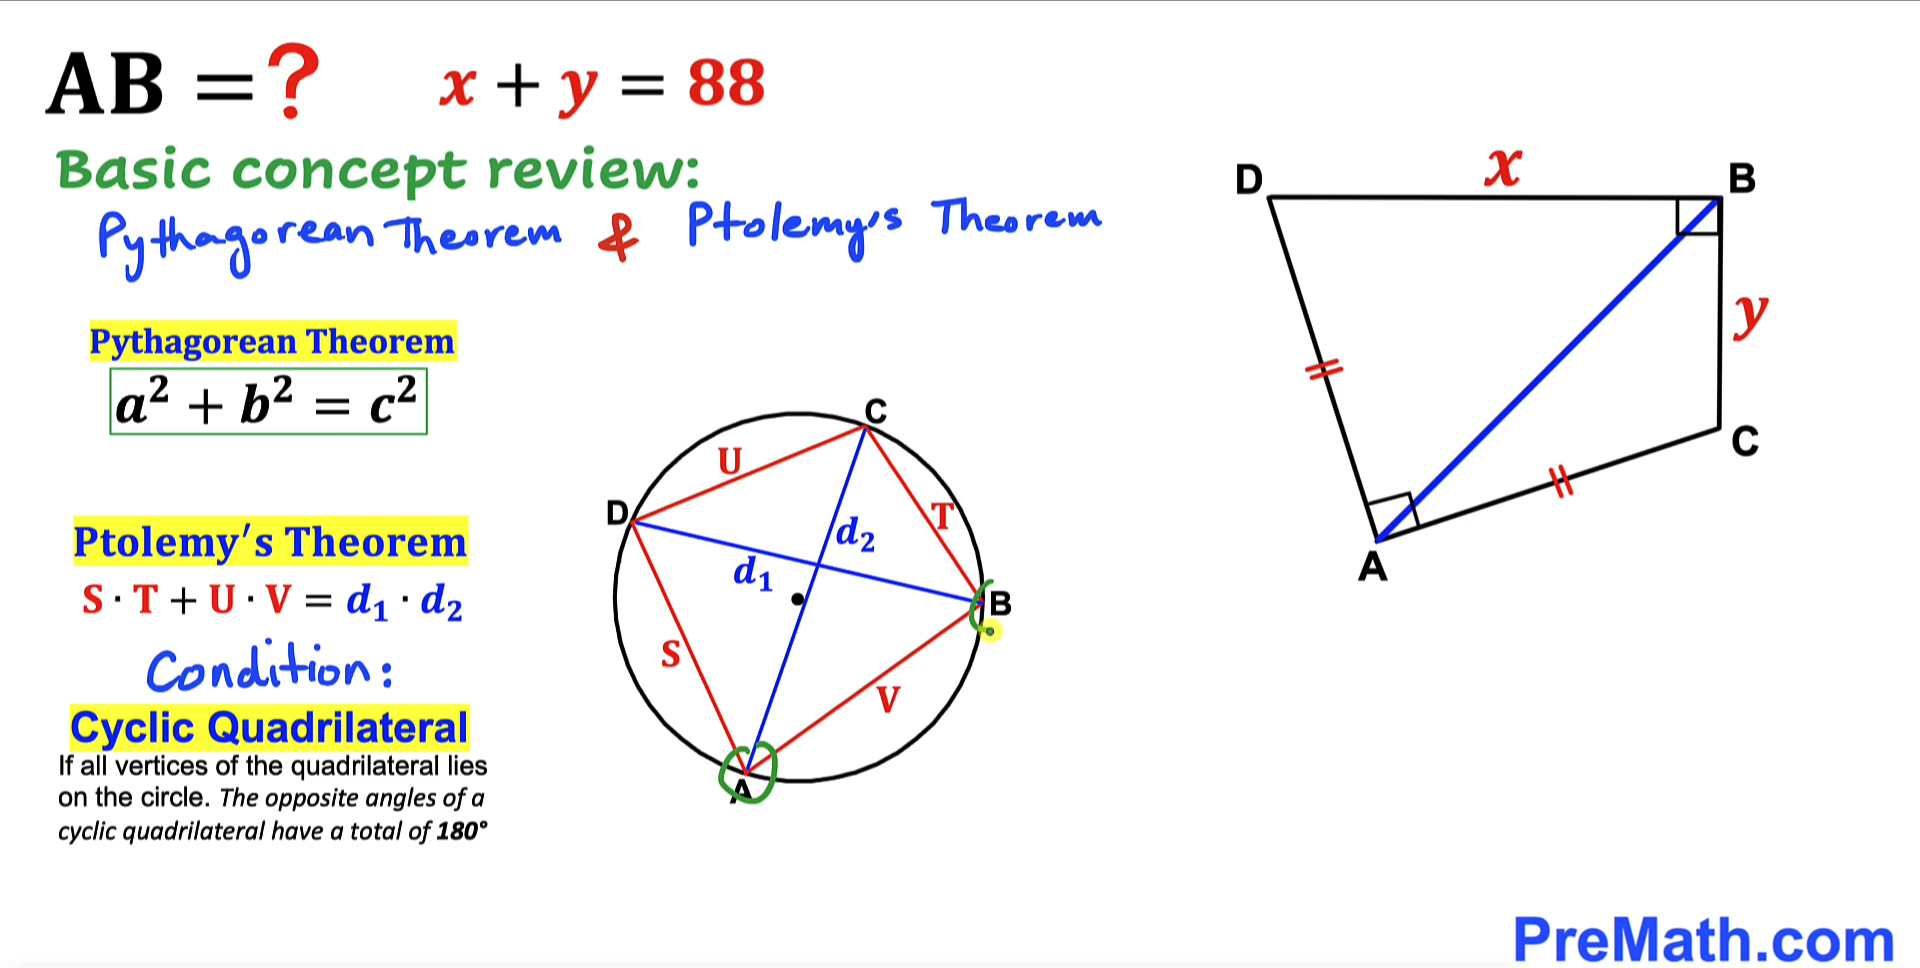 AB =? x + y = 88
Basic concept review:
Pythagorean Theorem & Ptolemy's Theorem
Pythagorean Theorem
a² + b² = c²
Ptolemy's Theorem
S · T + U · V = d₁ · d₂
Condition:
Cyclic Quadrilateral
If all vertices of the quadrilateral lies
on the circle. The opposite angles of a
cyclic quadrilateral have a total of 180°
C
U
D
T
d₂
d₁
B
S
V
A
D
x
B
y
C
A
PreMath.com